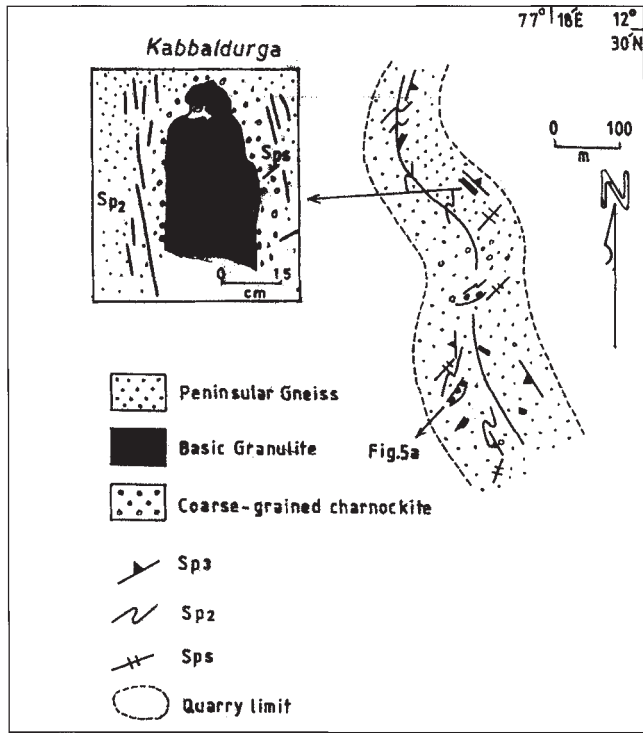 77° 18'E 12°
30'N
Kabbaldurga
0 100
m
N
Sps
Sp2
0 15
cm
Peninsular Gneiss
Basic Granulite
Fig.5a
Coarse-grained charnockite
Sp3
Sp2
Sps
Quarry limit